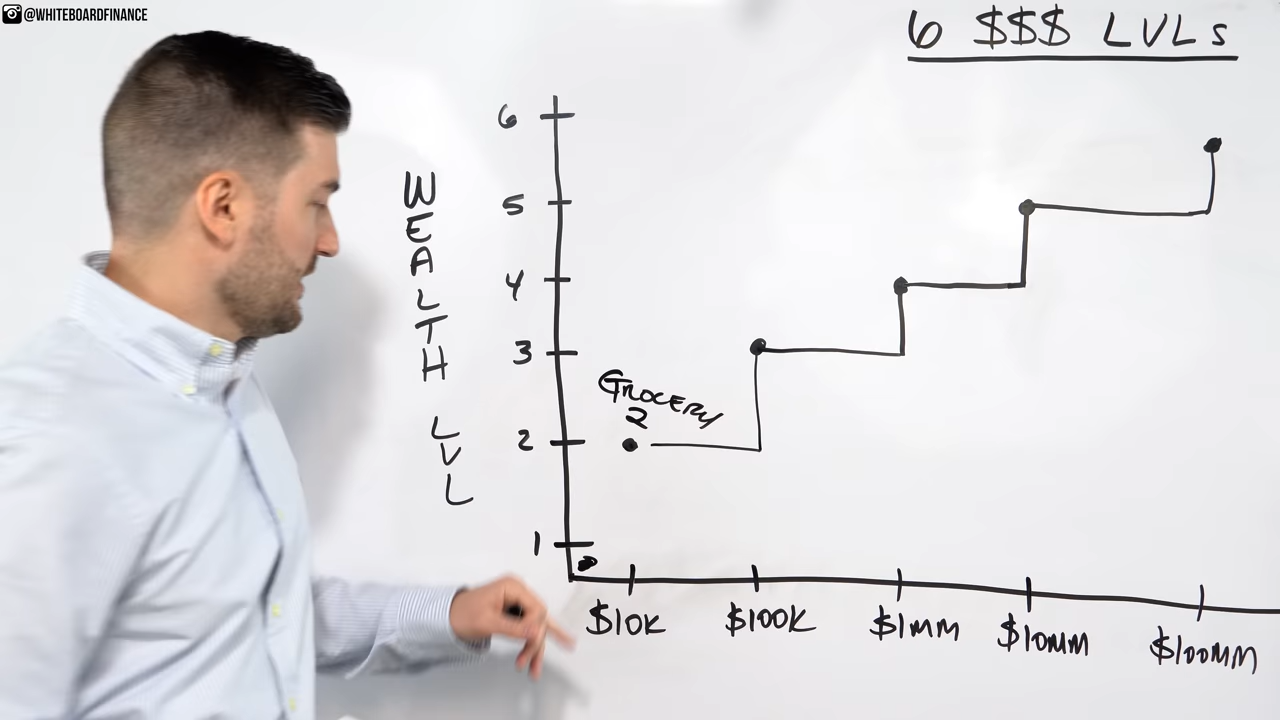 @WHITEBOARDFINANCE
6 $$$ LVLs
WEALTH LVL
6
5
4
3
2
1
GROCERY
2
$10K
$100K
$1MM
$10MM
$100MM